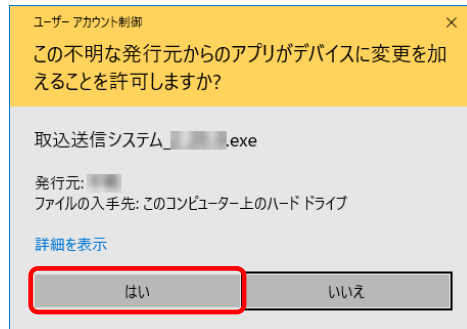 ユーザー アカウント制御
この不明な発行元からのアプリがデバイスに変更を加
えることを許可しますか?
取込送信システム_ .exe
発行元:
ファイルの入手先: このコンピューター上のハード ドライブ
詳細を表示
はい
いいえ